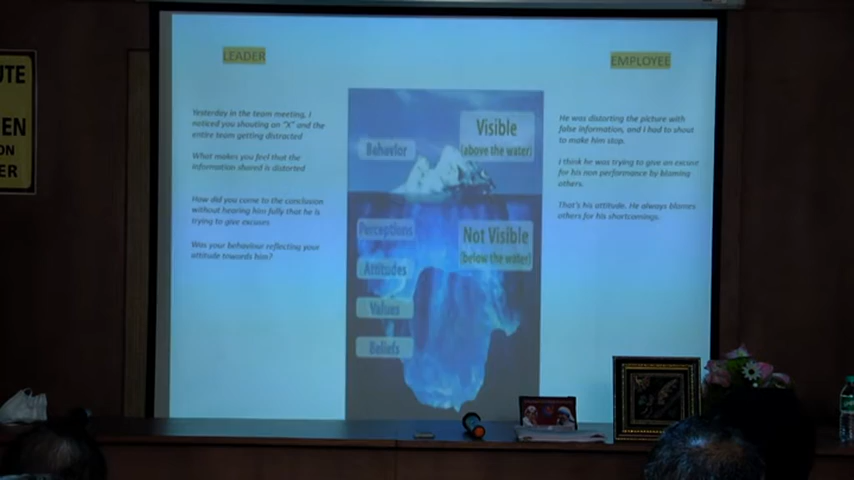 UTE
EN
ON
ER
LEADER
Yesterday in the team meeting, I
noticed you shouting on "X" and the
entire team getting distracted
What makes you feel that the
information shared is distorted
How did you come to the conclusion
without hearing him fully that he is
trying to give excuses
Was your behaviour reflecting your
attitude towards him?
Behavior
Visible
(above the water)
Perceptions
Not Visible
(below the water)
Attitudes
Values
Beliefs
EMPLOYEE
He was distorting the picture with
false information, and I had to shout
to make him stop.
I think he was trying to give an excuse
for his non performance by blaming
others.
That's his attitude. He always blames
others for his shortcomings.